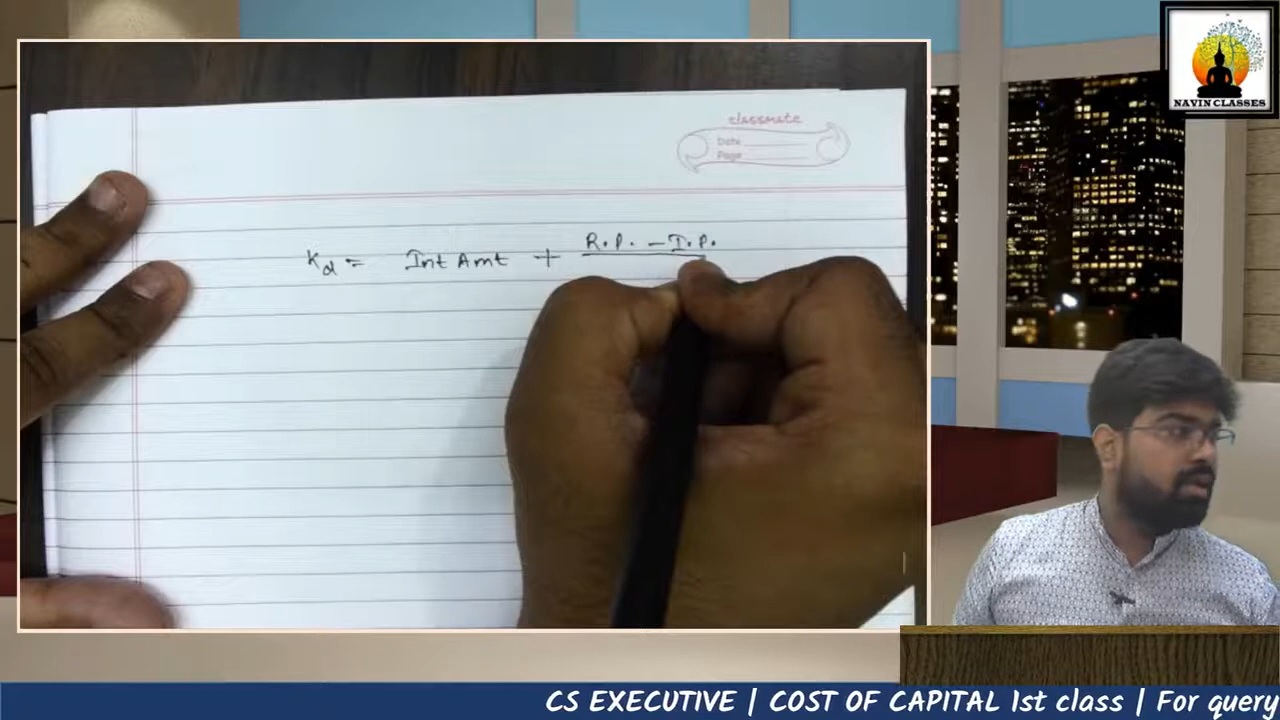 NAVIN CLASSES
classmate
Date
Page
Kd = Int Amt + R.P. - I.P.
CS EXECUTIVE | COST OF CAPITAL 1st class | For query